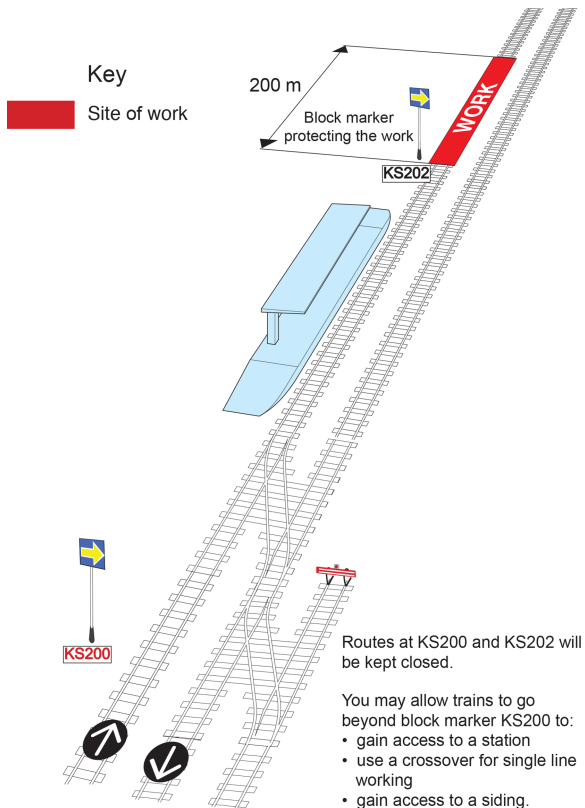 Key
Site of work
200 m
Block marker
protecting the work
WORK
KS202
KS200
Routes at KS200 and KS202 will
be kept closed.
You may allow trains to go
beyond block marker KS200 to:
• gain access to a station
• use a crossover for single line
working
• gain access to a siding.